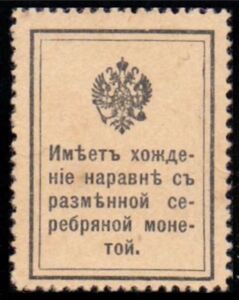 Имѣетъ хожде-
ніе наравнѣ съ
размѣнной се-
ребряной моне-
той.